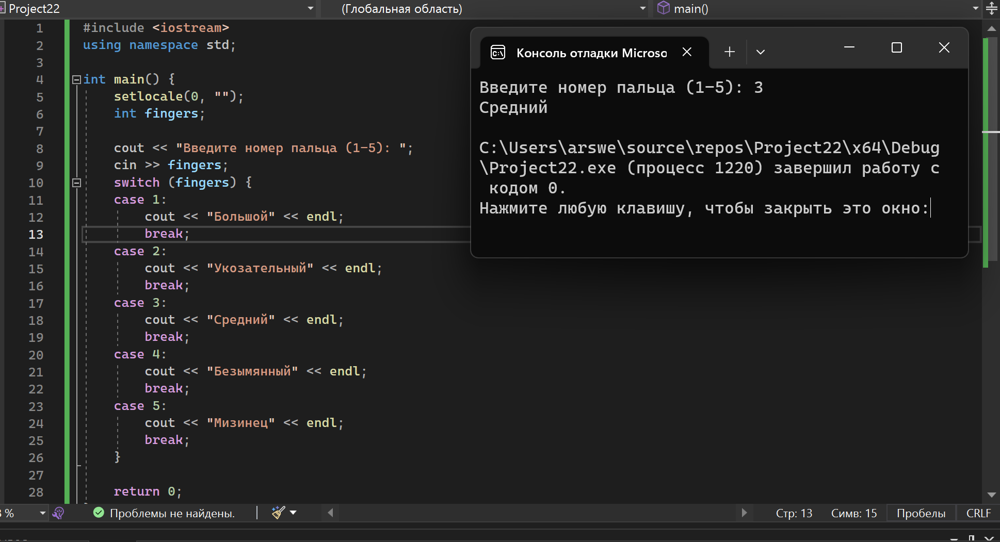 Project22
(Глобальная область)
main()
1 #include <iostream>
2 using namespace std;
3
4 int main() {
5 setlocale(0, "");
6 int fingers;
7
8 cout << "Введите номер пальца (1-5): ";
9 cin >> fingers;
10 switch (fingers) {
11 case 1:
12 cout << "Большой" << endl;
13 break;
14 case 2:
15 cout << "Укозательный" << endl;
16 break;
17 case 3:
18 cout << "Средний" << endl;
19 break;
20 case 4:
21 cout << "Безымянный" << endl;
22 break;
23 case 5:
24 cout << "Мизинец" << endl;
25 break;
26 }
27
28 return 0;
Консоль отладки Microso
Введите номер пальца (1-5): 3
Средний
C:\Users\arswe\source\repos\Project22\x64\Debug
\Project22.exe (процесс 1220) завершил работу с
кодом 0.
Нажмите любую клавишу, чтобы закрыть это окно:
%
Проблемы не найдены.
Стр: 13
Симв: 15
Пробелы
CRLF